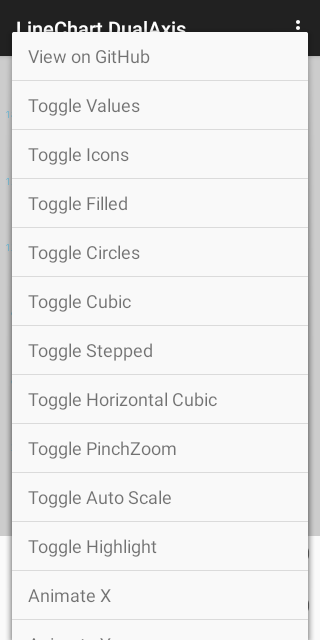 LineChart DualAxis
View on GitHub
Toggle Values
Toggle Icons
Toggle Filled
Toggle Circles
Toggle Cubic
Toggle Stepped
Toggle Horizontal Cubic
Toggle PinchZoom
Toggle Auto Scale
Toggle Highlight
Animate X